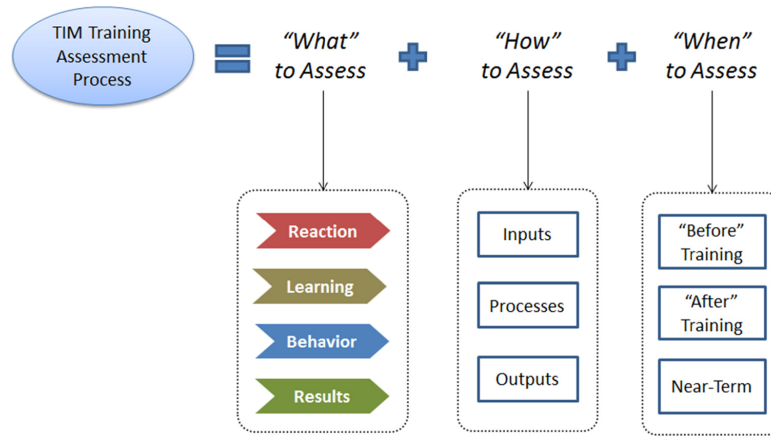 TIM Training
Assessment
Process
“What”
to Assess
“How”
to Assess
“When”
to Assess
Reaction
Learning
Behavior
Results
Inputs
Processes
Outputs
“Before”
Training
“After”
Training
Near-Term